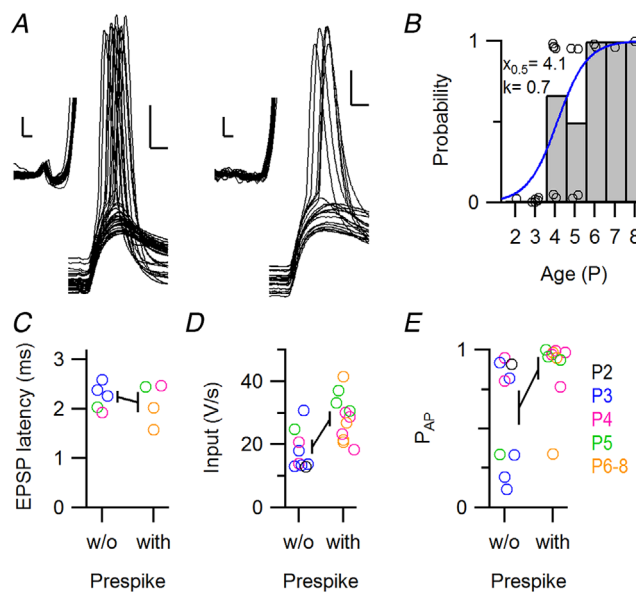 A
B
Probability
1
0
x0.5= 4.1
k= 0.7
2 3 4 5 6 7 8
Age (P)
C
EPSP latency (ms)
3
2
1
0
w/o with
Prespike
D
Input (V/s)
40
20
0
w/o with
Prespike
E
PAP
1
0
w/o with
Prespike
P2
P3
P4
P5
P6-8